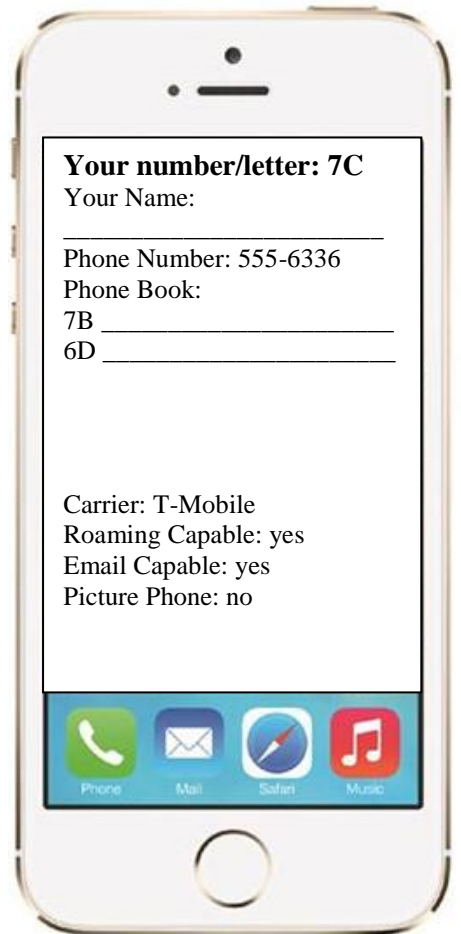 Your number/letter: 7C
Your Name:
________________________
Phone Number: 555-6336
Phone Book:
7B ______________________
6D ______________________
Carrier: T-Mobile
Roaming Capable: yes
Email Capable: yes
Picture Phone: no
Phone Mail Safari Music